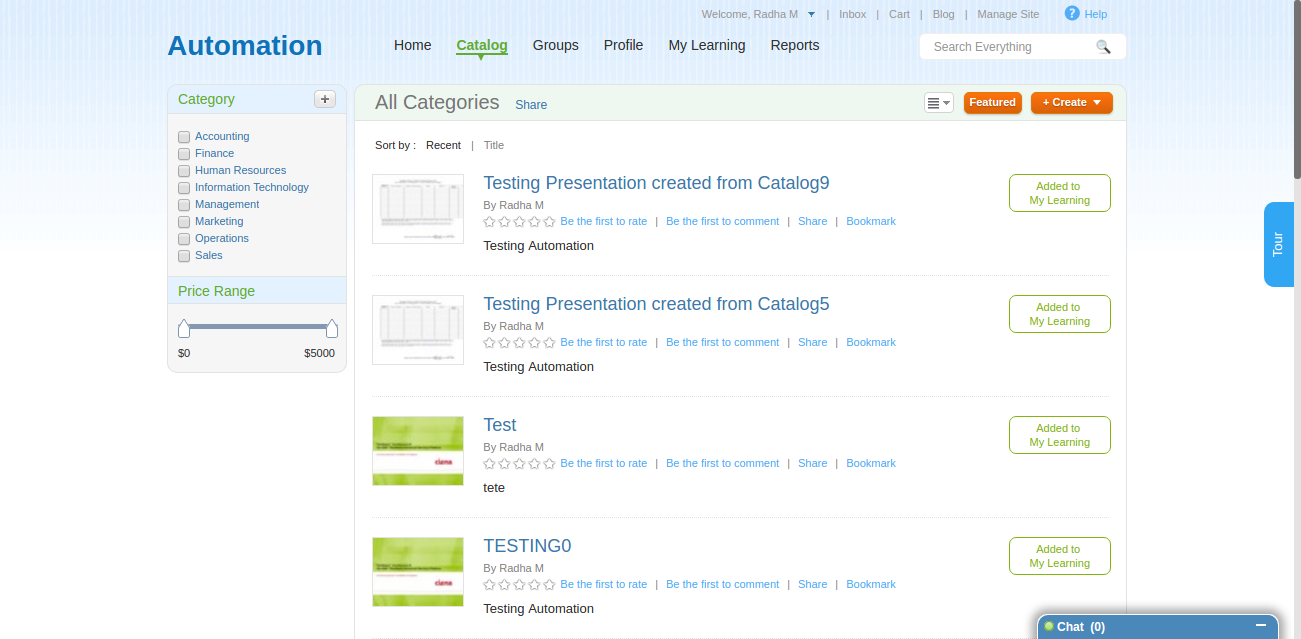 Welcome, Radha M | Inbox | Cart | Blog | Manage Site ? Help
Automation
Home Catalog Groups Profile My Learning Reports
Search Everything
Category +
Accounting
Finance
Human Resources
Information Technology
Management
Marketing
Operations
Sales
Price Range
$0 $5000
All Categories Share
Featured + Create
Sort by : Recent | Title
Testing Presentation created from Catalog9
By Radha M
Be the first to rate | Be the first to comment | Share | Bookmark
Testing Automation
Added to
My Learning
Testing Presentation created from Catalog5
By Radha M
Be the first to rate | Be the first to comment | Share | Bookmark
Testing Automation
Added to
My Learning
Test
By Radha M
Be the first to rate | Be the first to comment | Share | Bookmark
tete
Added to
My Learning
TESTING0
By Radha M
Be the first to rate | Be the first to comment | Share | Bookmark
Testing Automation
Added to
My Learning
Tour
Chat (0)